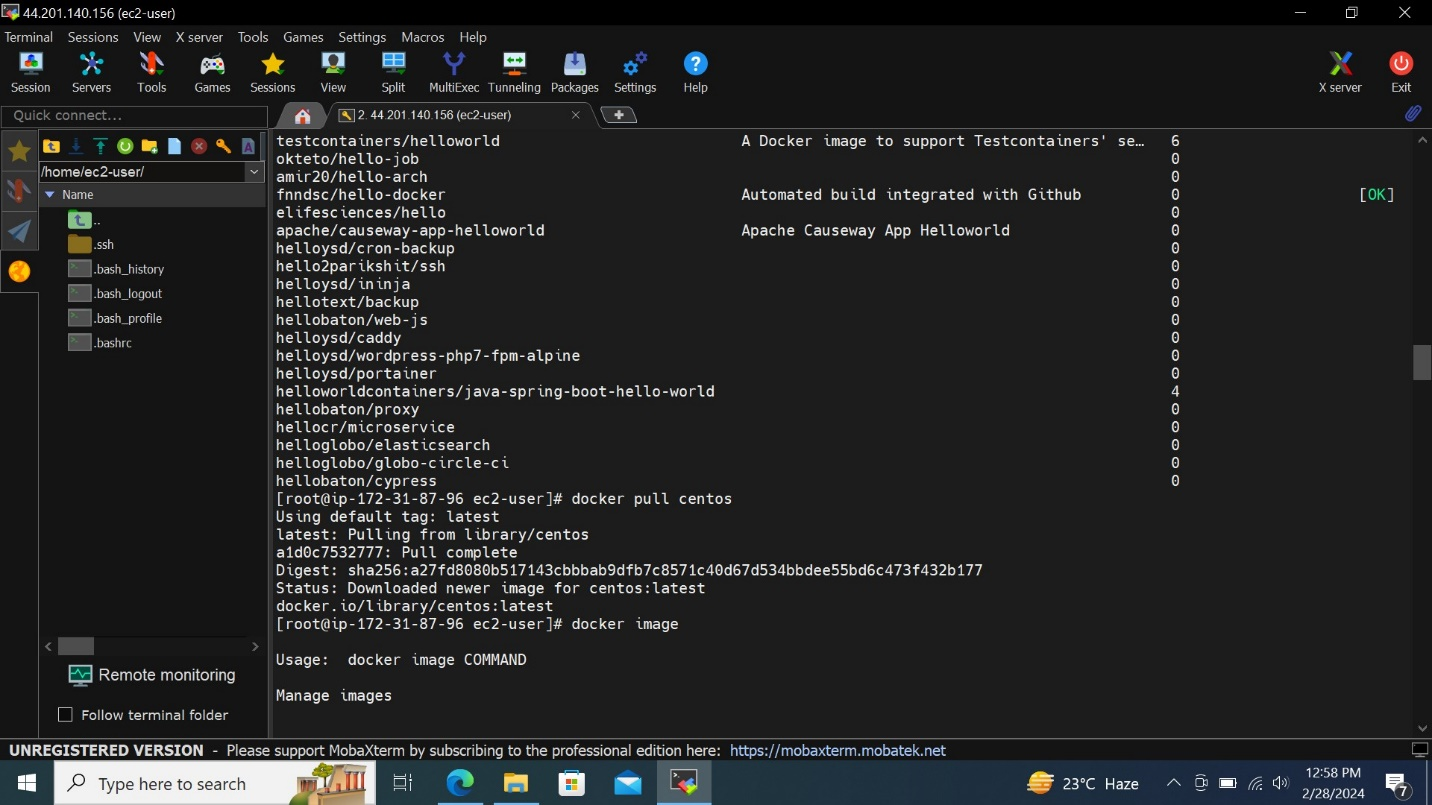 44.201.140.156 (ec2-user)
Terminal Sessions View X server Tools Games Settings Macros Help
Session Servers Tools Games Sessions View Split MultiExec Tunneling Packages Settings Help X server Exit
Quick connect...
2. 44.201.140.156 (ec2-user)
/home/ec2-user/
Name
..
.ssh
.bash_history
.bash_logout
.bash_profile
.bashrc
Remote monitoring
Follow terminal folder
testcontainers/helloworld A Docker image to support Testcontainers' se… 6
okteto/hello-job 0
amir20/hello-arch 0
fnndsc/hello-docker Automated build integrated with Github 0 [OK]
elifesciences/hello 0
apache/causeway-app-helloworld Apache Causeway App Helloworld 0
helloysd/cron-backup 0
hello2parikshit/ssh 0
helloysd/ininja 0
hellotext/backup 0
hellobaton/web-js 0
helloysd/caddy 0
helloysd/wordpress-php7-fpm-alpine 0
helloysd/portainer 0
helloworldcontainers/java-spring-boot-hello-world 4
hellobaton/proxy 0
hellocr/microservice 0
helloglobo/elasticsearch 0
helloglobo/globo-circle-ci 0
hellobaton/cypress 0
[root@ip-172-31-87-96 ec2-user]# docker pull centos
Using default tag: latest
latest: Pulling from library/centos
a1d0c7532777: Pull complete
Digest: sha256:a27fd8080b517143cbbbab9dfb7c8571c40d67d534bbdee55bd6c473f432b177
Status: Downloaded newer image for centos:latest
docker.io/library/centos:latest
[root@ip-172-31-87-96 ec2-user]# docker image
Usage:  docker image COMMAND
Manage images
UNREGISTERED VERSION - Please support MobaXterm by subscribing to the professional edition here: https://mobaxterm.mobatek.net
Type here to search
23°C Haze
12:58 PM
2/28/2024
7